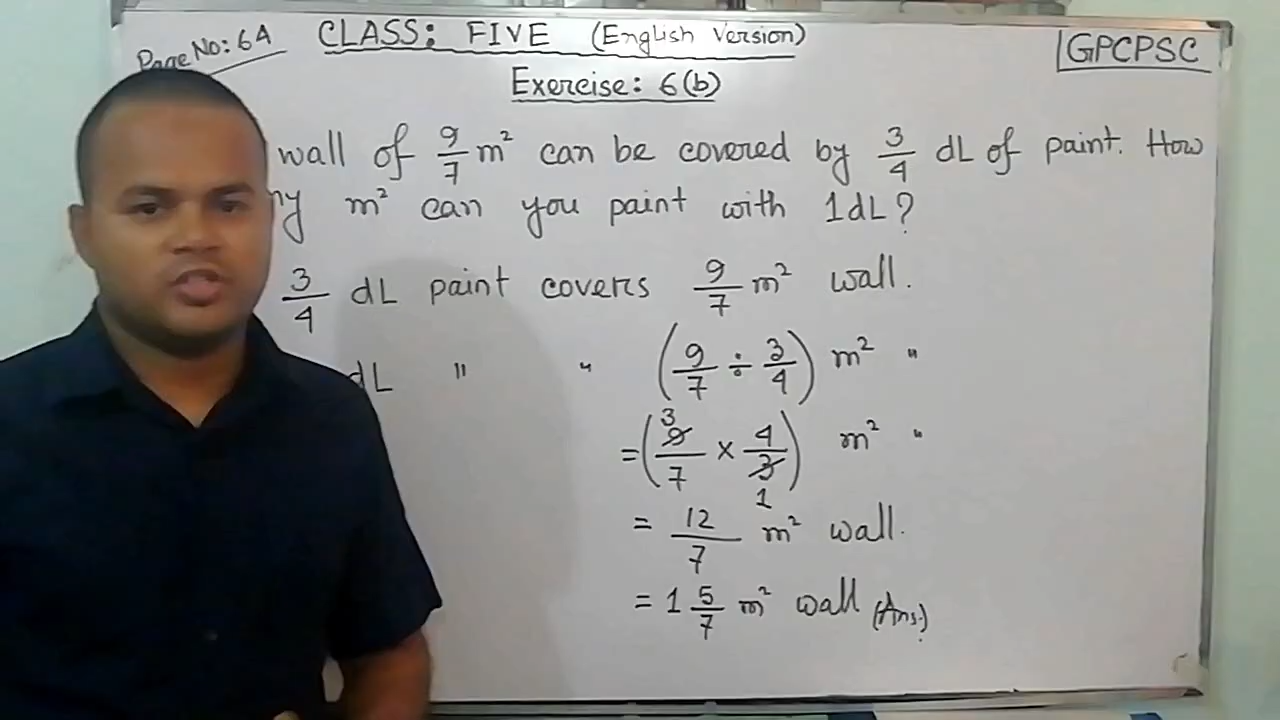 Page No: 64
CLASS: FIVE (English Version)
GPCPSC
Exercise: 6(b)
wall of 9/7 m² can be covered by 3/4 dL of paint. How
m² can you paint with 1dL?
3/4 dL paint covers 9/7 m² wall.
dL " " (9/7 ÷ 3/4) m² "
= (9/7 × 4/3) m² "
3 1
= 12/7 m² wall.
= 1 5/7 m² wall (Ans.)